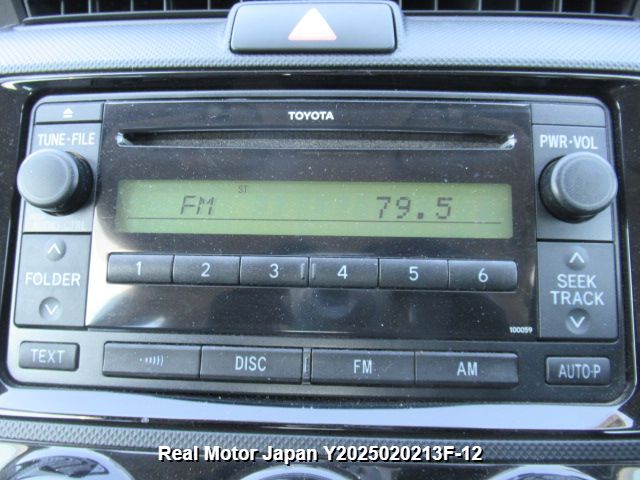 TOYOTA
TUNE·FILE
PWR·VOL
ST
FM 79.5
1 2 3 4 5 6
FOLDER
SEEK
TRACK
100059
TEXT
DISC
FM
AM
AUTO·P
Real Motor Japan Y2025020213F-12